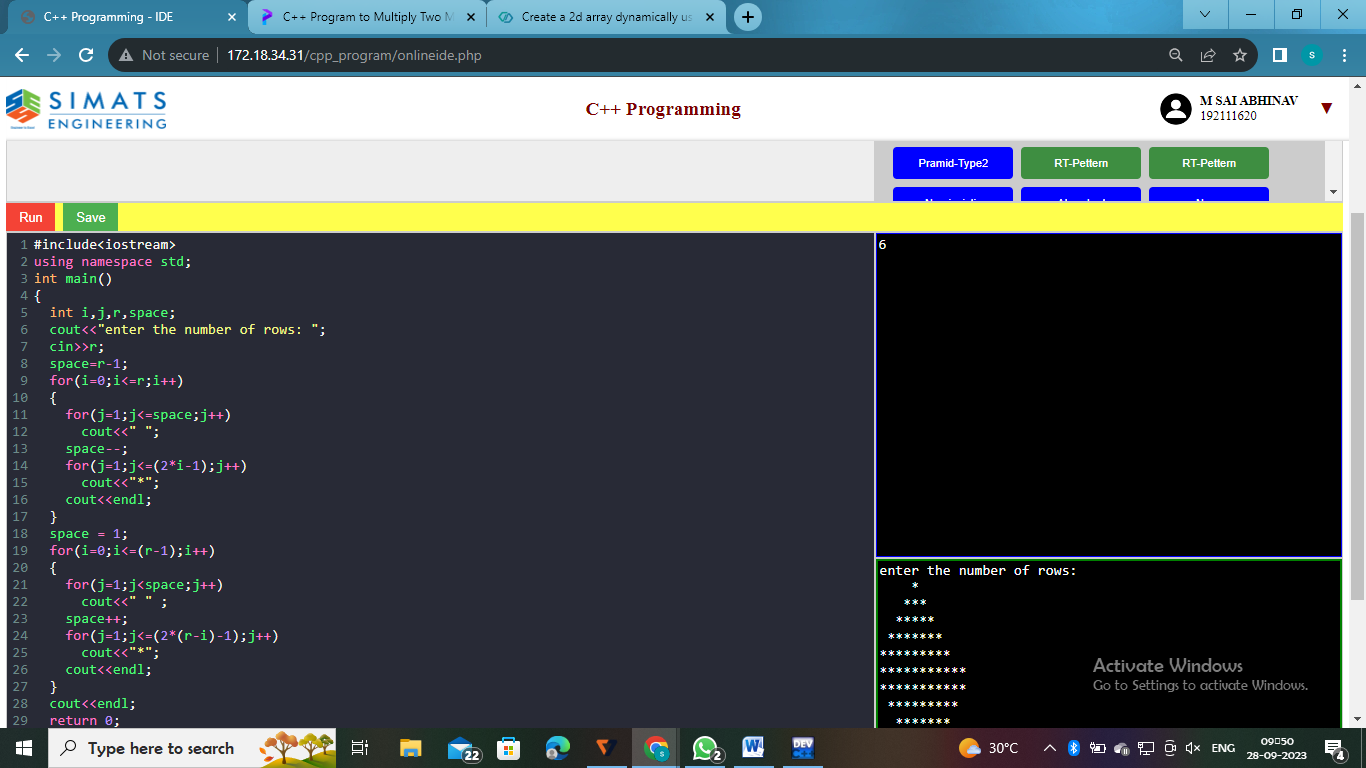 C++ Programming - IDE
C++ Program to Multiply Two M
Create a 2d array dynamically us
Not secure
172.18.34.31/cpp_program/onlineide.php
S
SIMATS
ENGINEERING
C++ Programming
M SAI ABHINAV
192111620
Pramid-Type2
RT-Pettern
RT-Pettern
Run
Save
1 #include<iostream>
2 using namespace std;
3 int main()
4 {
5   int i,j,r,space;
6   cout<<"enter the number of rows: ";
7   cin>>r;
8   space=r-1;
9   for(i=0;i<=r;i++)
10   {
11     for(j=1;j<=space;j++)
12       cout<<" ";
13     space--;
14     for(j=1;j<=(2*i-1);j++)
15       cout<<"*";
16     cout<<endl;
17   }
18   space = 1;
19   for(i=0;i<=(r-1);i++)
20   {
21     for(j=1;j<space;j++)
22       cout<<" " ;
23     space++;
24     for(j=1;j<=(2*(r-i)-1);j++)
25       cout<<"*";
26     cout<<endl;
27   }
28   cout<<endl;
29   return 0;
6
enter the number of rows:
*
***
*****
*******
*********
***********
***********
*********
*******
Activate Windows
Go to Settings to activate Windows.
Type here to search
22
2
W
DEV
C++
30°C
ENG
09:50
28-09-2023
4